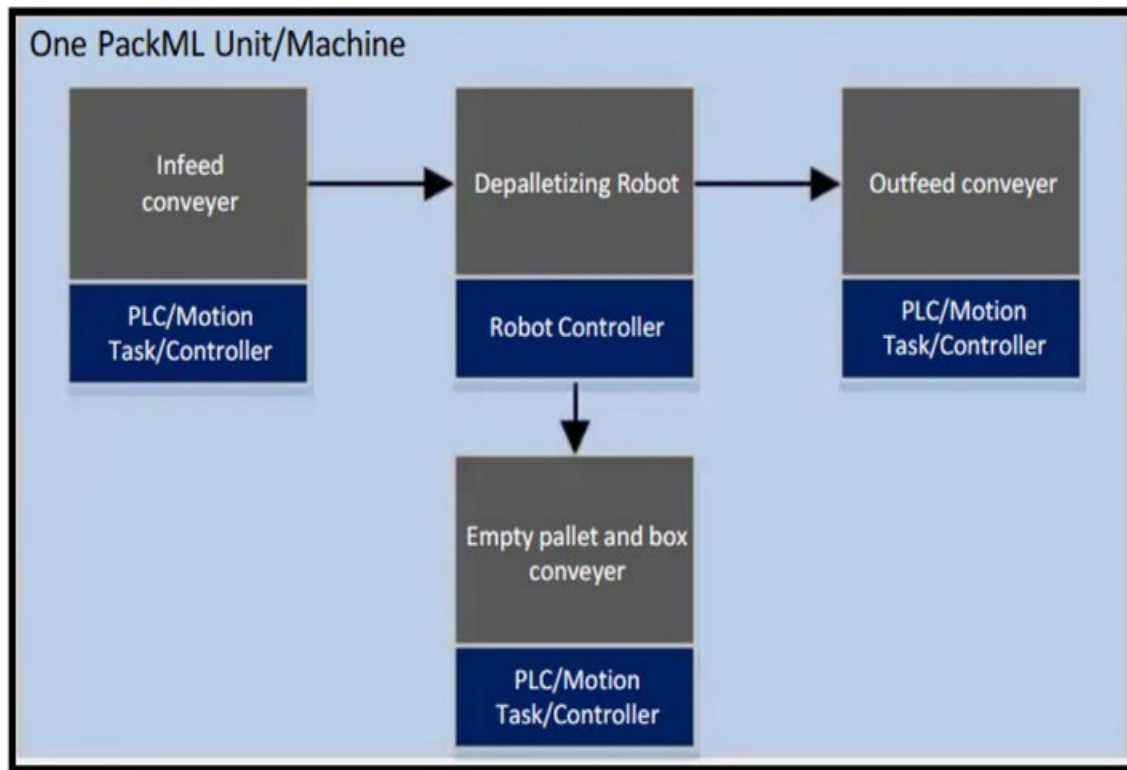 One PackML Unit/Machine
Infeed
conveyer
PLC/Motion
Task/Controller
Depalletizing Robot
Robot Controller
Outfeed conveyer
PLC/Motion
Task/Controller
Empty pallet and box
conveyer
PLC/Motion
Task/Controller